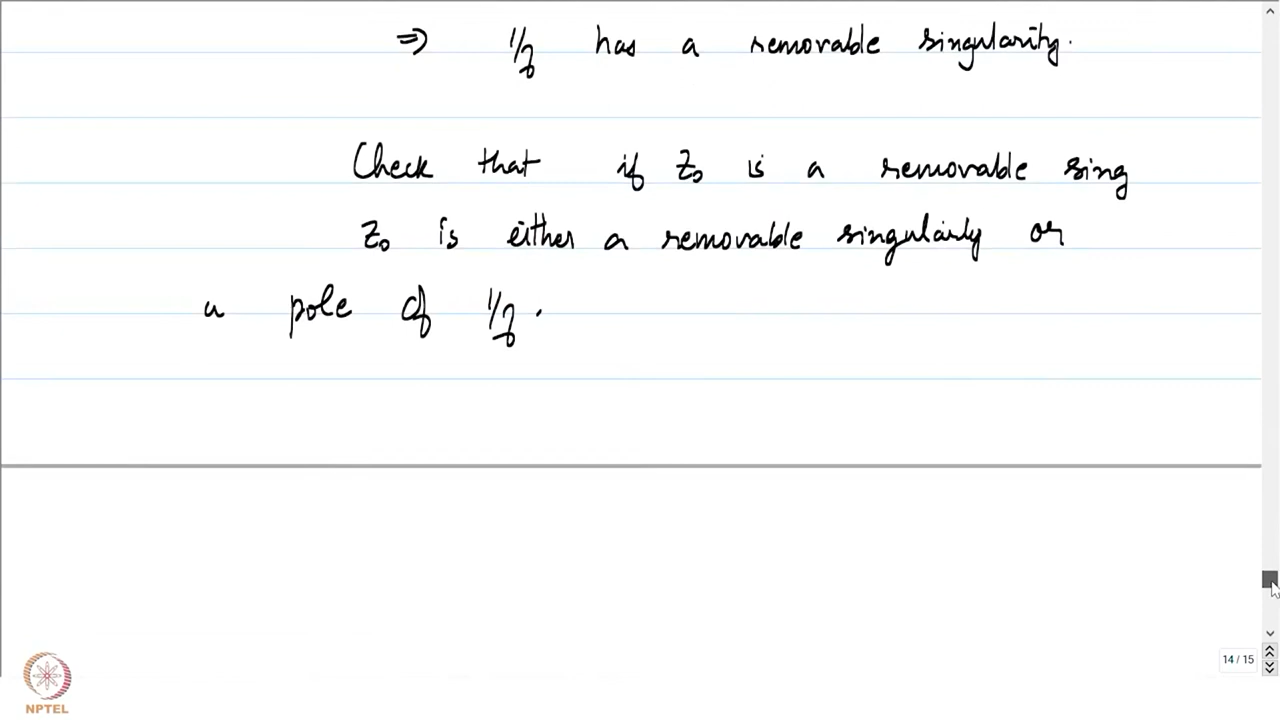 ⇒ 1/f has a removable singularity.
Check that if z₀ is a removable sing
z₀ is either a removable singularity or
a pole of 1/f.
14 / 15
NPTEL